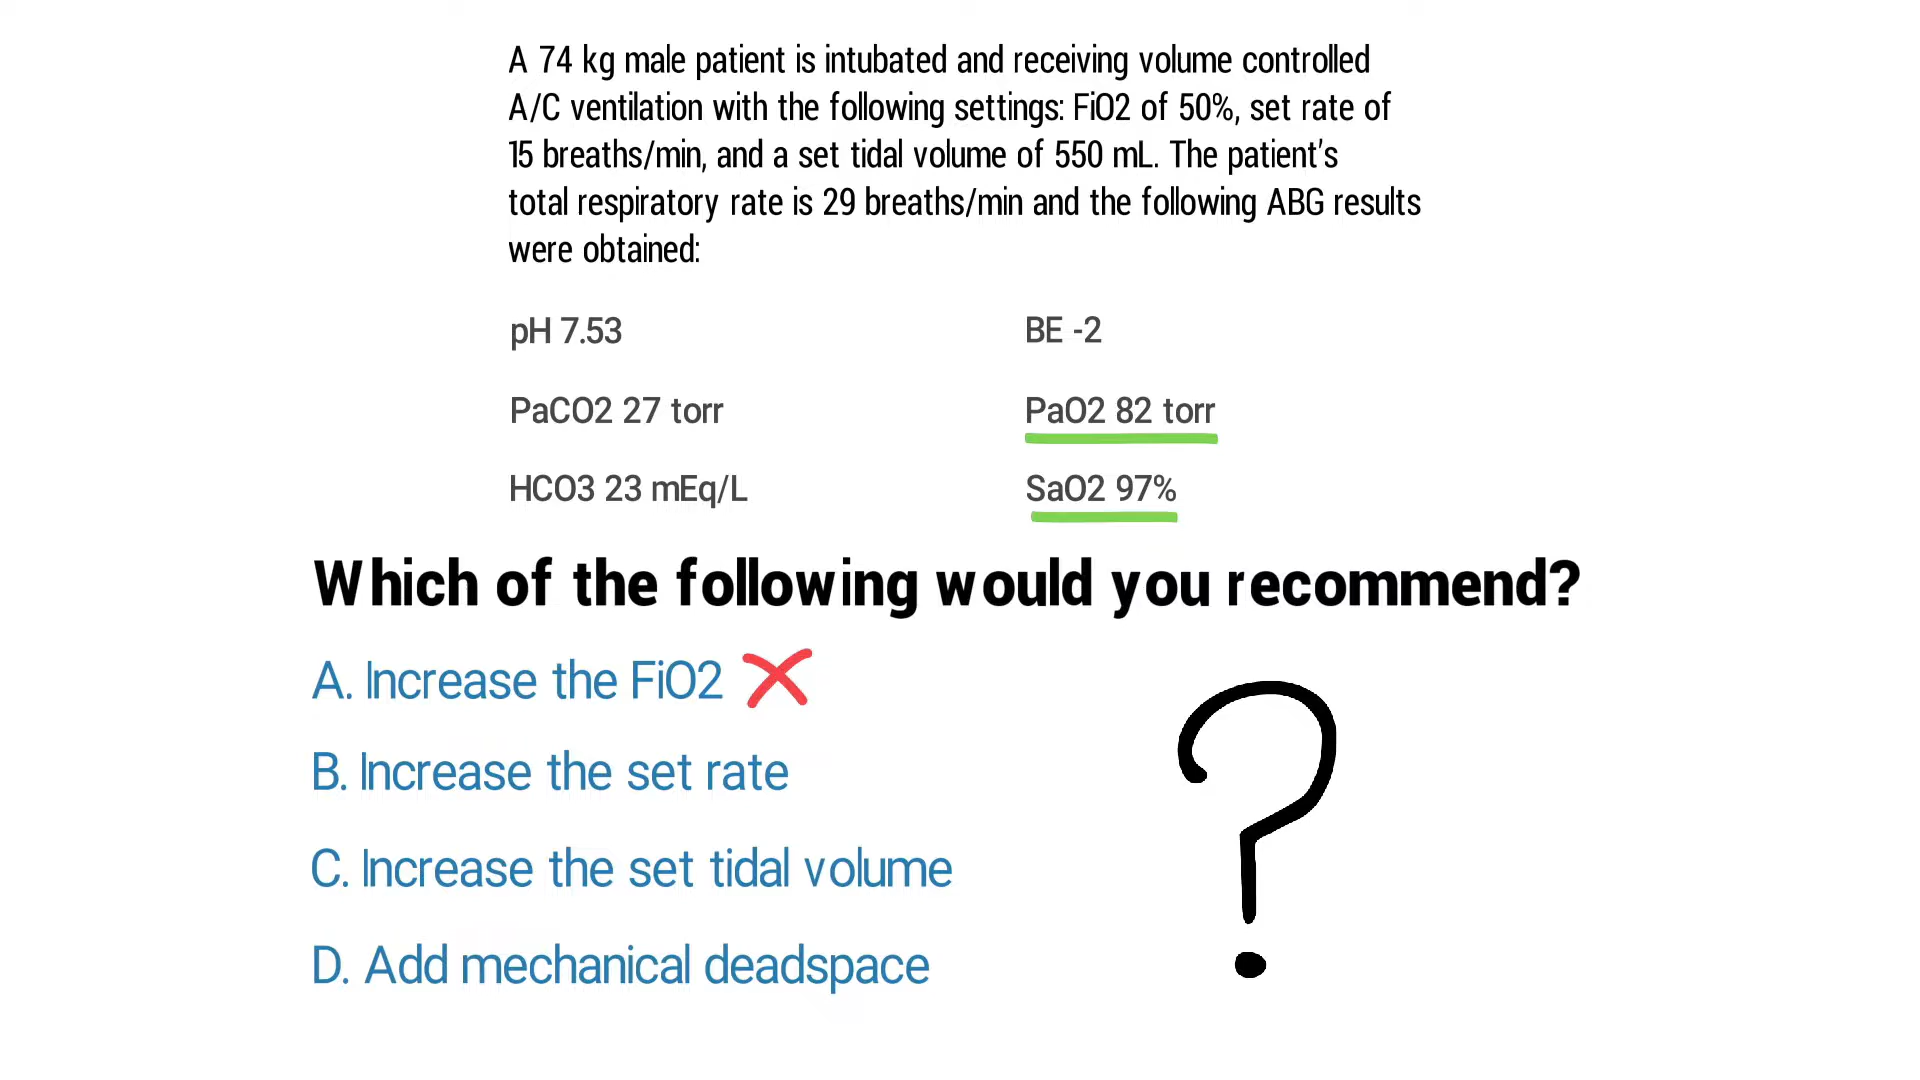 A 74 kg male patient is intubated and receiving volume controlled
A/C ventilation with the following settings: FiO2 of 50%, set rate of
15 breaths/min, and a set tidal volume of 550 mL. The patient's
total respiratory rate is 29 breaths/min and the following ABG results
were obtained:
pH 7.53
BE -2
PaCO2 27 torr
PaO2 82 torr
HCO3 23 mEq/L
SaO2 97%
Which of the following would you recommend?
A. Increase the FiO2
B. Increase the set rate
C. Increase the set tidal volume
D. Add mechanical deadspace
?